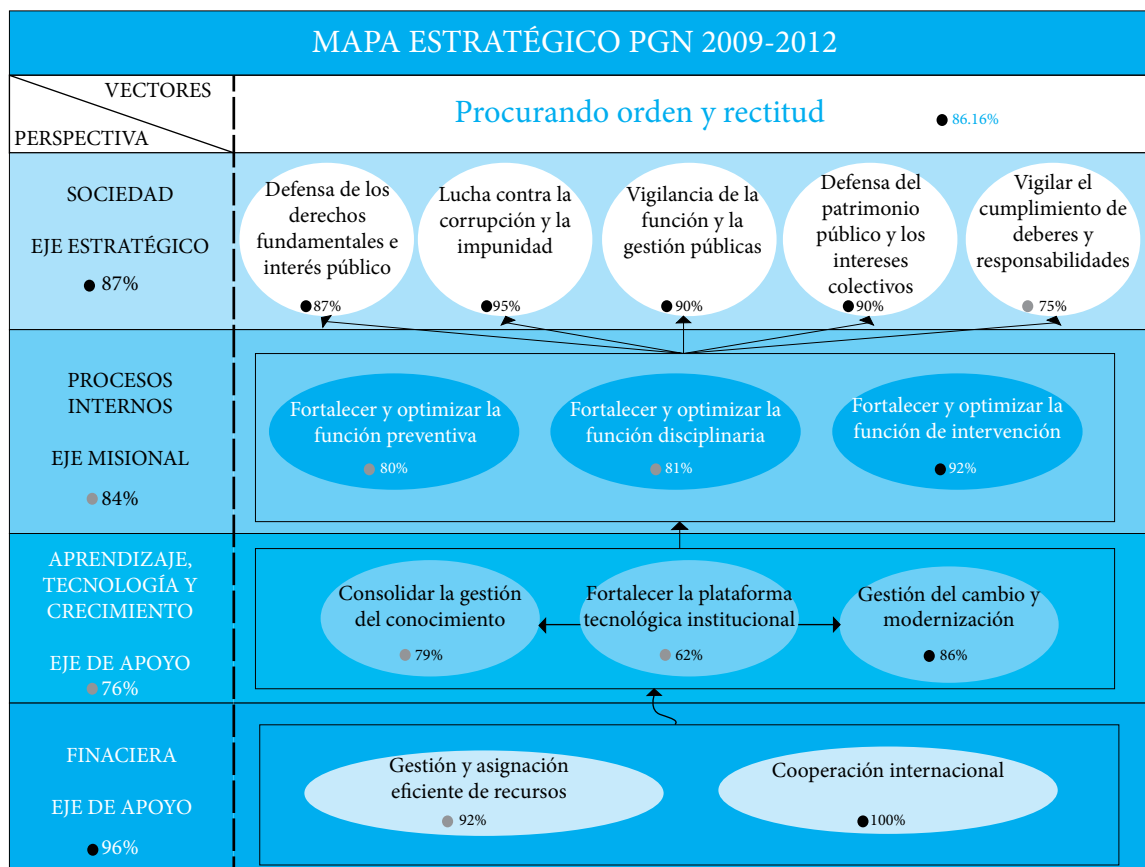 MAPA ESTRATÉGICO PGN 2009-2012
VECTORES
PERSPECTIVA
Procurando orden y rectitud
86.16%
SOCIEDAD
EJE ESTRATÉGICO
87%
Defensa de los
derechos
fundamentales e
interés público
87%
Lucha contra la
corrupción y la
impunidad
95%
Vigilancia de la
función y la
gestión públicas
90%
Defensa del
patrimonio
público y los
intereses
colectivos
90%
Vigilar el
cumplimiento de
deberes y
responsabilidades
75%
PROCESOS
INTERNOS
EJE MISIONAL
84%
Fortalecer y optimizar la
función preventiva
80%
Fortalecer y optimizar la
función disciplinaria
81%
Fortalecer y optimizar la
función de intervención
92%
APRENDIZAJE,
TECNOLOGÍA Y
CRECIMIENTO
EJE DE APOYO
76%
Consolidar la gestión
del conocimiento
79%
Fortalecer la plataforma
tecnológica institucional
62%
Gestión del cambio y
modernización
86%
FINACIERA
EJE DE APOYO
96%
Gestión y asignación
eficiente de recursos
92%
Cooperación internacional
100%